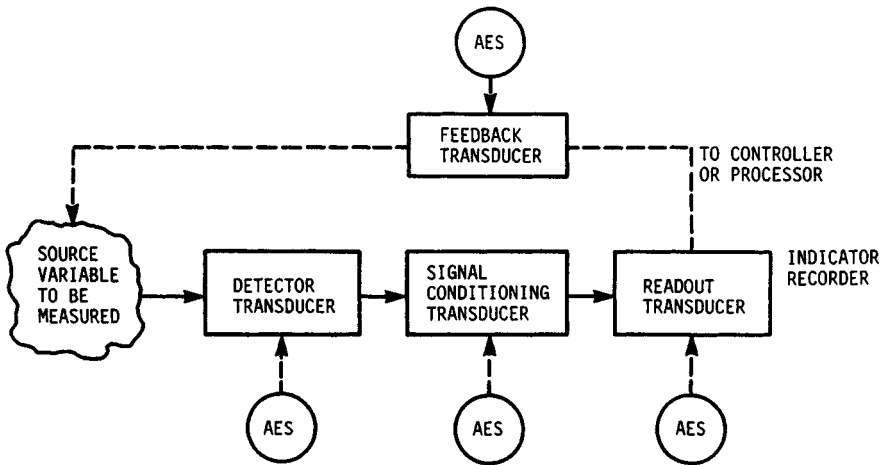 AES
FEEDBACK
TRANSDUCER
TO CONTROLLER
OR PROCESSOR
SOURCE
VARIABLE
TO BE
MEASURED
DETECTOR
TRANSDUCER
SIGNAL
CONDITIONING
TRANSDUCER
READOUT
TRANSDUCER
INDICATOR
RECORDER
AES
AES
AES